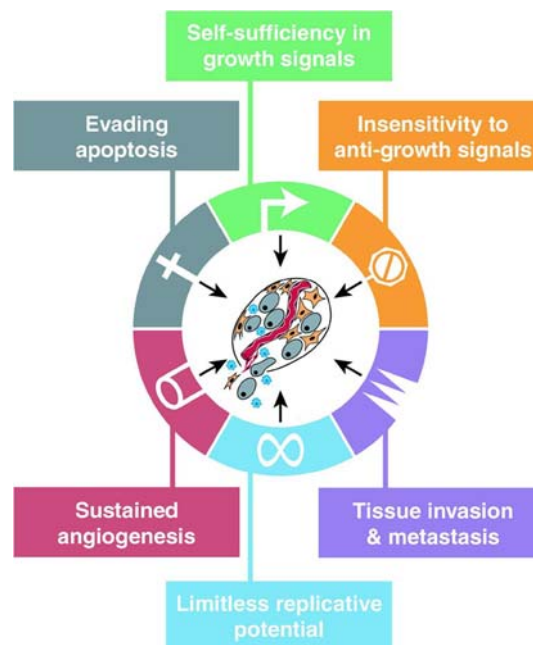 Self-sufficiency in
growth signals
Evading
apoptosis
Insensitivity to
anti-growth signals
Sustained
angiogenesis
Tissue invasion
& metastasis
Limitless replicative
potential